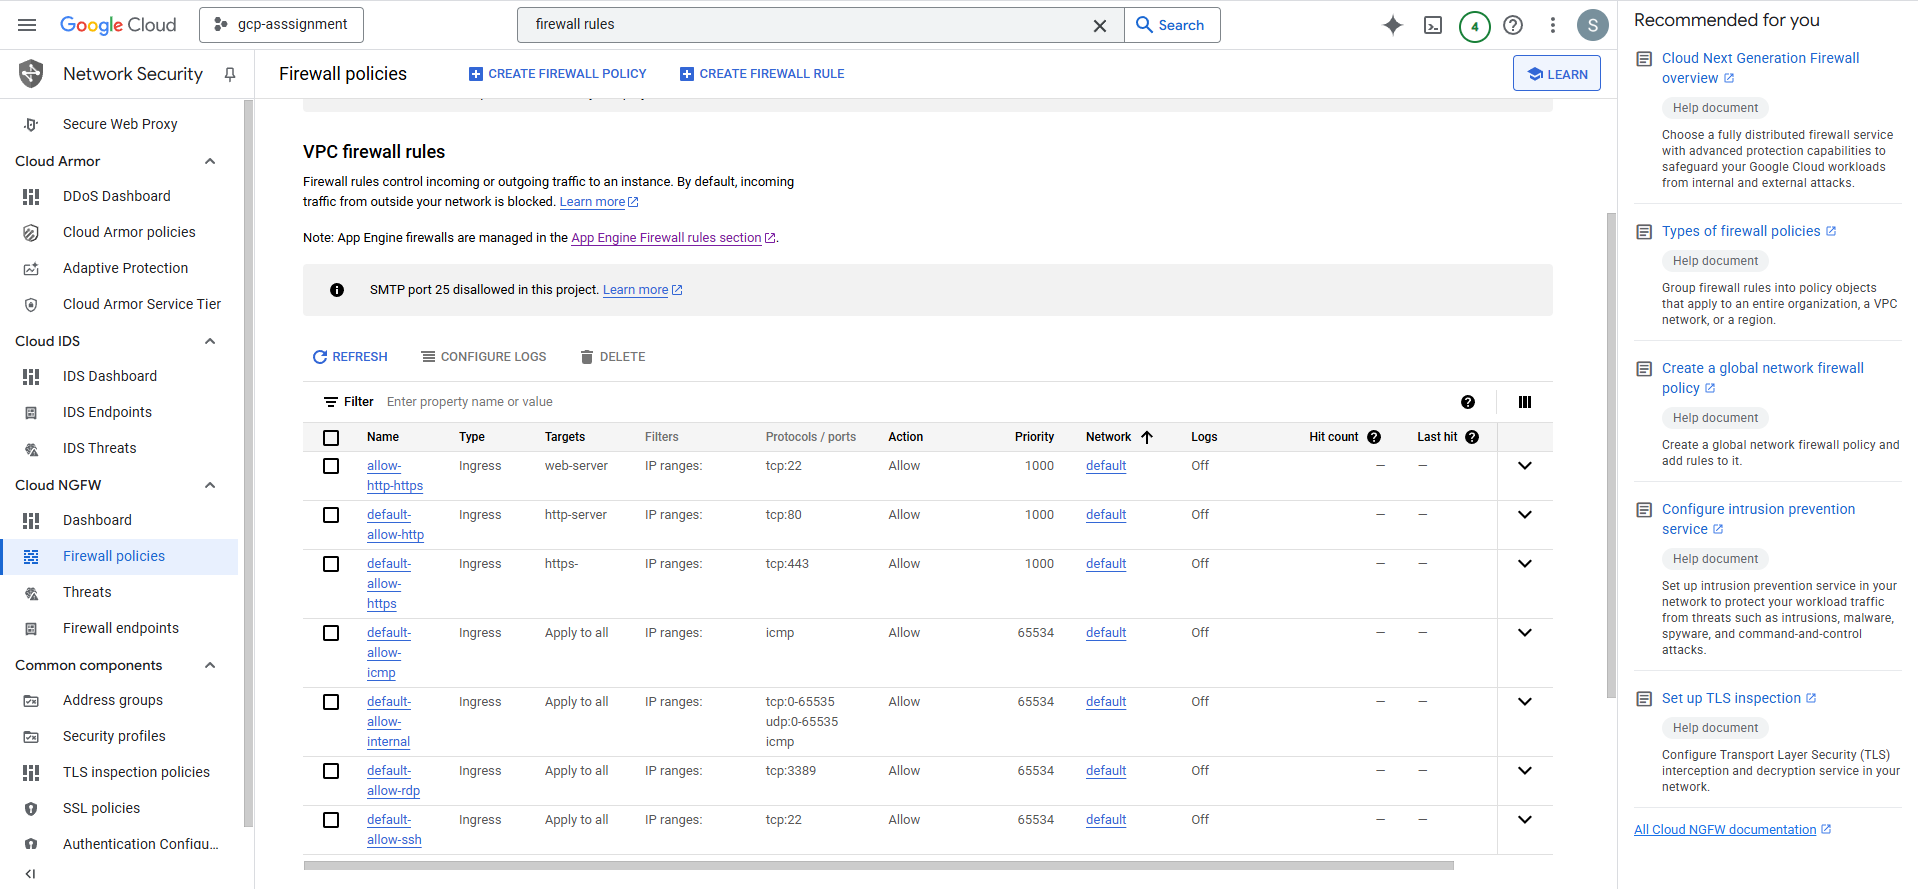 Google Cloud
gcp-asssignment
firewall rules
Search
4
S
Network Security
Secure Web Proxy
Cloud Armor
DDoS Dashboard
Cloud Armor policies
Adaptive Protection
Cloud Armor Service Tier
Cloud IDS
IDS Dashboard
IDS Endpoints
IDS Threats
Cloud NGFW
Dashboard
Firewall policies
Threats
Firewall endpoints
Common components
Address groups
Security profiles
TLS inspection policies
SSL policies
Authentication Configu...
Firewall policies
CREATE FIREWALL POLICY
CREATE FIREWALL RULE
LEARN
VPC firewall rules
Firewall rules control incoming or outgoing traffic to an instance. By default, incoming
traffic from outside your network is blocked. Learn more
Note: App Engine firewalls are managed in the App Engine Firewall rules section.
SMTP port 25 disallowed in this project. Learn more
REFRESH CONFIGURE LOGS DELETE
Filter Enter property name or value
Name Type Targets Filters Protocols / ports Action Priority Network Logs Hit count Last hit
allow- Ingress web-server IP ranges: tcp:22 Allow 1000 default Off — —
http-https
default- Ingress http-server IP ranges: tcp:80 Allow 1000 default Off — —
allow-http
default- Ingress https- IP ranges: tcp:443 Allow 1000 default Off — —
allow-
https
default- Ingress Apply to all IP ranges: icmp Allow 65534 default Off — —
allow-
icmp
default- Ingress Apply to all IP ranges: tcp:0-65535 Allow 65534 default Off — —
allow- udp:0-65535
internal icmp
default- Ingress Apply to all IP ranges: tcp:3389 Allow 65534 default Off — —
allow-rdp
default- Ingress Apply to all IP ranges: tcp:22 Allow 65534 default Off — —
allow-ssh
Recommended for you
Cloud Next Generation Firewall
overview
Help document
Choose a fully distributed firewall service
with advanced protection capabilities to
safeguard your Google Cloud workloads
from internal and external attacks.
Types of firewall policies
Help document
Group firewall rules into policy objects
that apply to an entire organization, a VPC
network, or a region.
Create a global network firewall
policy
Help document
Create a global network firewall policy and
add rules to it.
Configure intrusion prevention
service
Help document
Set up intrusion prevention service in your
network to protect your workload traffic
from threats such as intrusions, malware,
spyware, and command-and-control
attacks.
Set up TLS inspection
Help document
Configure Transport Layer Security (TLS)
interception and decryption service in your
network.
All Cloud NGFW documentation